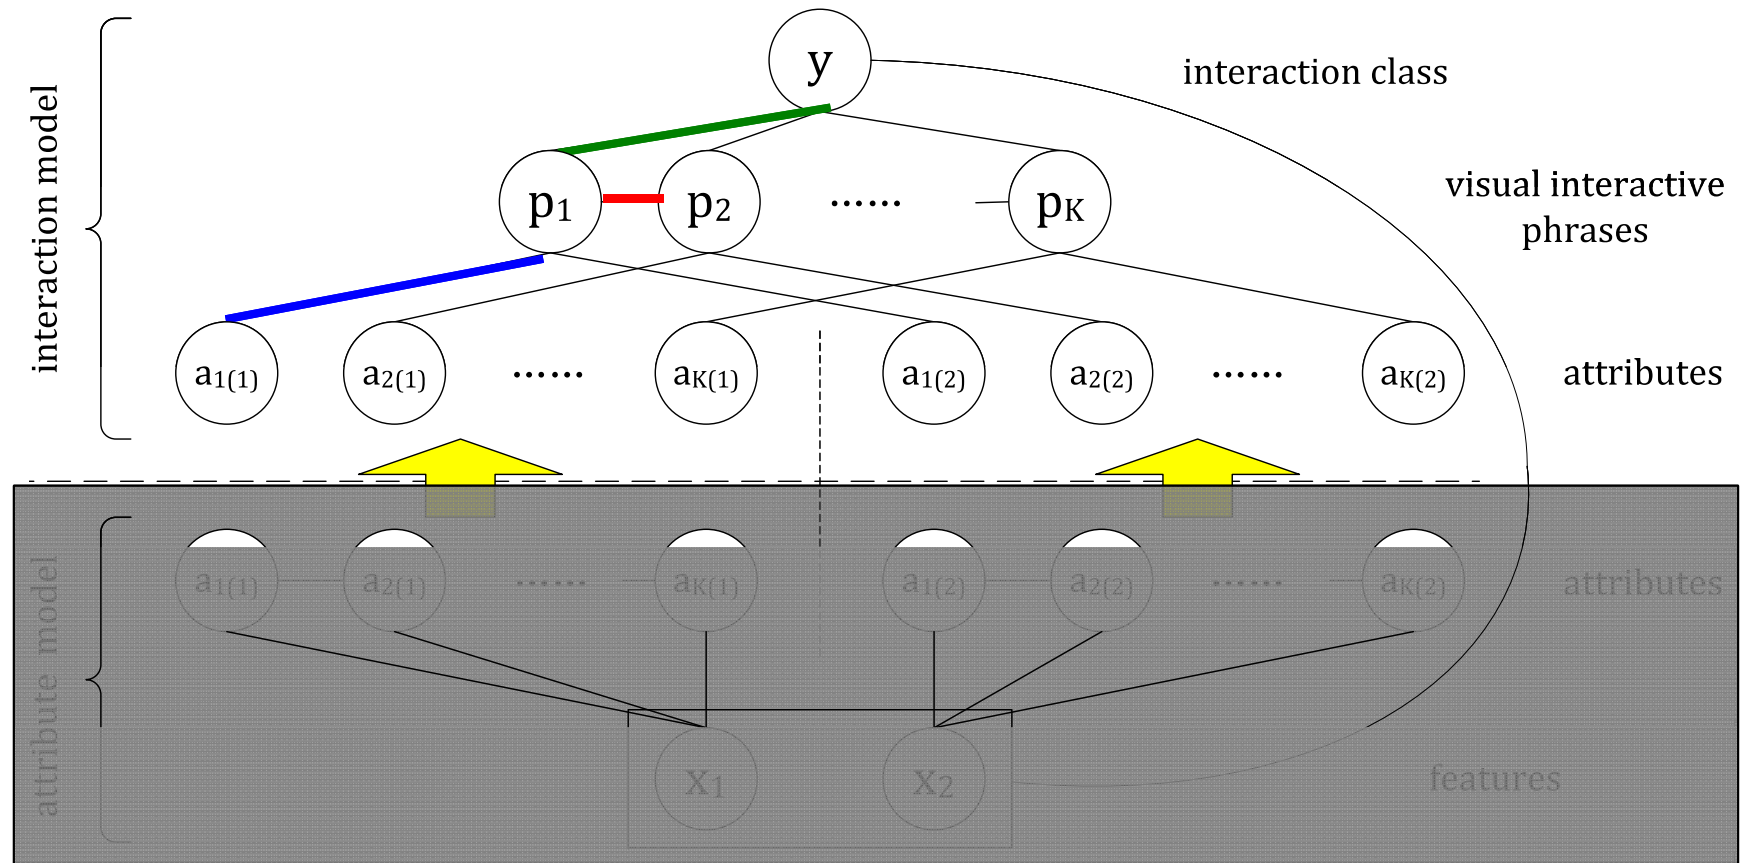 y
interaction class
interaction model
p1 p2 ...... pK
visual interactive
phrases
a1(1) a2(1) ...... aK(1) a1(2) a2(2) ...... aK(2)
attributes
attribute model
a1(1) a2(1) ...... aK(1) a1(2) a2(2) ...... aK(2)
attributes
x1 x2
features